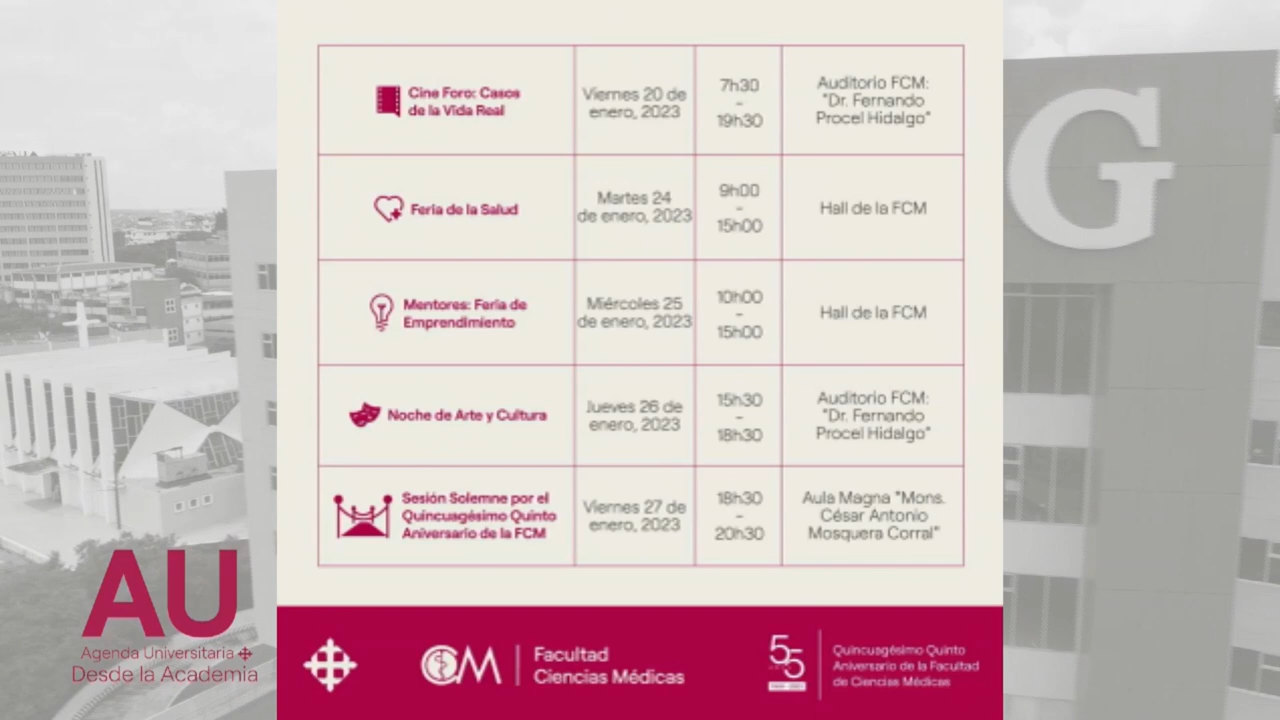 Cine Foro: Casos
de la Vida Real
Viernes 20 de
enero, 2023
7h30
-
19h30
Auditorio FCM:
"Dr. Fernando
Procel Hidalgo"
Feria de la Salud
Martes 24
de enero, 2023
9h00
-
15h00
Hall de la FCM
Mentores: Feria de
Emprendimiento
Miércoles 25
de enero, 2023
10h00
-
15h00
Hall de la FCM
Noche de Arte y Cultura
Jueves 26 de
enero, 2023
15h30
-
18h30
Auditorio FCM:
"Dr. Fernando
Procel Hidalgo"
Sesión Solemne por el
Quincuagésimo Quinto
Aniversario de la FCM
Viernes 27 de
enero, 2023
18h30
-
20h30
Aula Magna "Mons.
César Antonio
Mosquera Corral"
G
AU
Agenda Universitaria
Desde la Academia
CM
Facultad
Ciencias Médicas
55
Quincuagésimo Quinto
Aniversario de la Facultad
de Ciencias Médicas